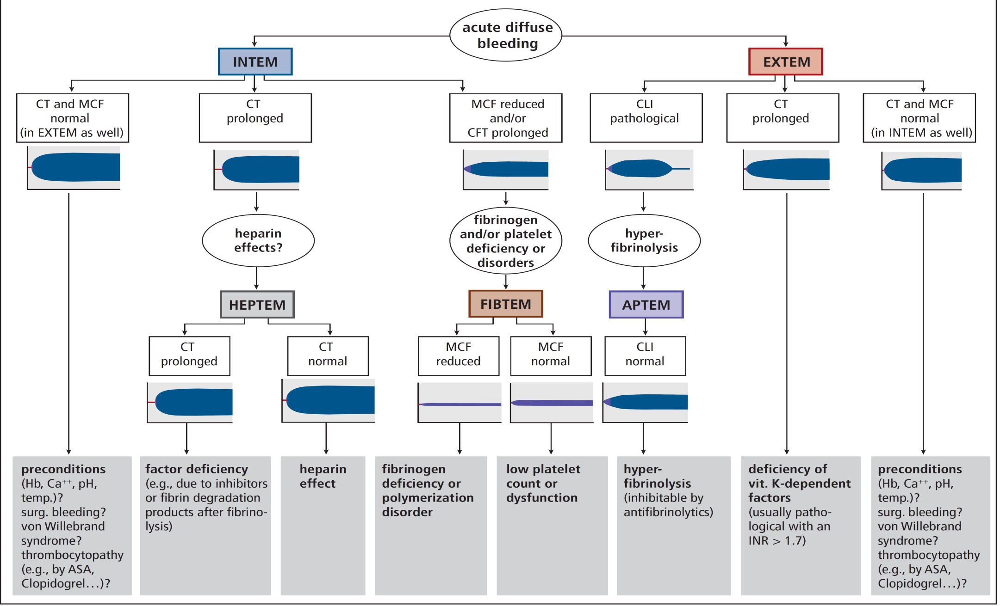 acute diffuse
bleeding
INTEM
EXTEM
CT and MCF
normal
(in EXTEM as well)
CT
prolonged
MCF reduced
and/or
CFT prolonged
CLI
pathological
CT
prolonged
CT and MCF
normal
(in INTEM as well)
heparin
effects?
fibrinogen
and/or platelet
deficiency or
disorders
hyper-
fibrinolysis
HEPTEM
FIBTEM
APTEM
CT
prolonged
CT
normal
MCF
reduced
MCF
normal
CLI
normal
preconditions
(Hb, Ca⁺⁺, pH,
temp.)?
surg. bleeding?
von Willebrand
syndrome?
thrombocytopathy
(e.g., by ASA,
Clopidogrel…)?
factor deficiency
(e.g., due to inhibitors
or fibrin degradation
products after fibrino-
lysis)
heparin
effect
fibrinogen
deficiency or
polymerization
disorder
low platelet
count or
dysfunction
hyper-
fibrinolysis
(inhibitable by
antifibrinolytics)
deficiency of
vit. K-dependent
factors
(usually patho-
logical with an
INR > 1.7)
preconditions
(Hb, Ca⁺⁺, pH,
temp.)?
surg. bleeding?
von Willebrand
syndrome?
thrombocytopathy
(e.g., by ASA,
Clopidogrel…)?